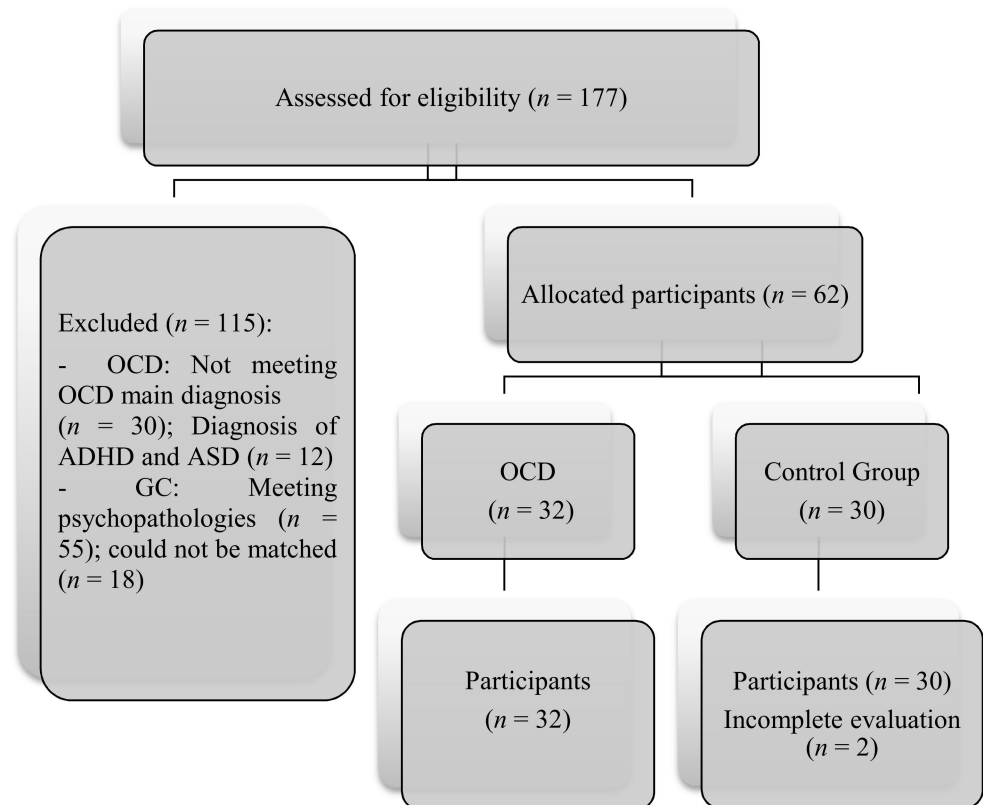 Assessed for eligibility (n = 177)
Excluded (n = 115):
- OCD: Not meeting
OCD main diagnosis
(n = 30); Diagnosis of
ADHD and ASD (n = 12)
- GC: Meeting
psychopathologies (n =
55); could not be matched
(n = 18)
Allocated participants (n = 62)
OCD
(n = 32)
Control Group
(n = 30)
Participants
(n = 32)
Participants (n = 30)
Incomplete evaluation
(n = 2)